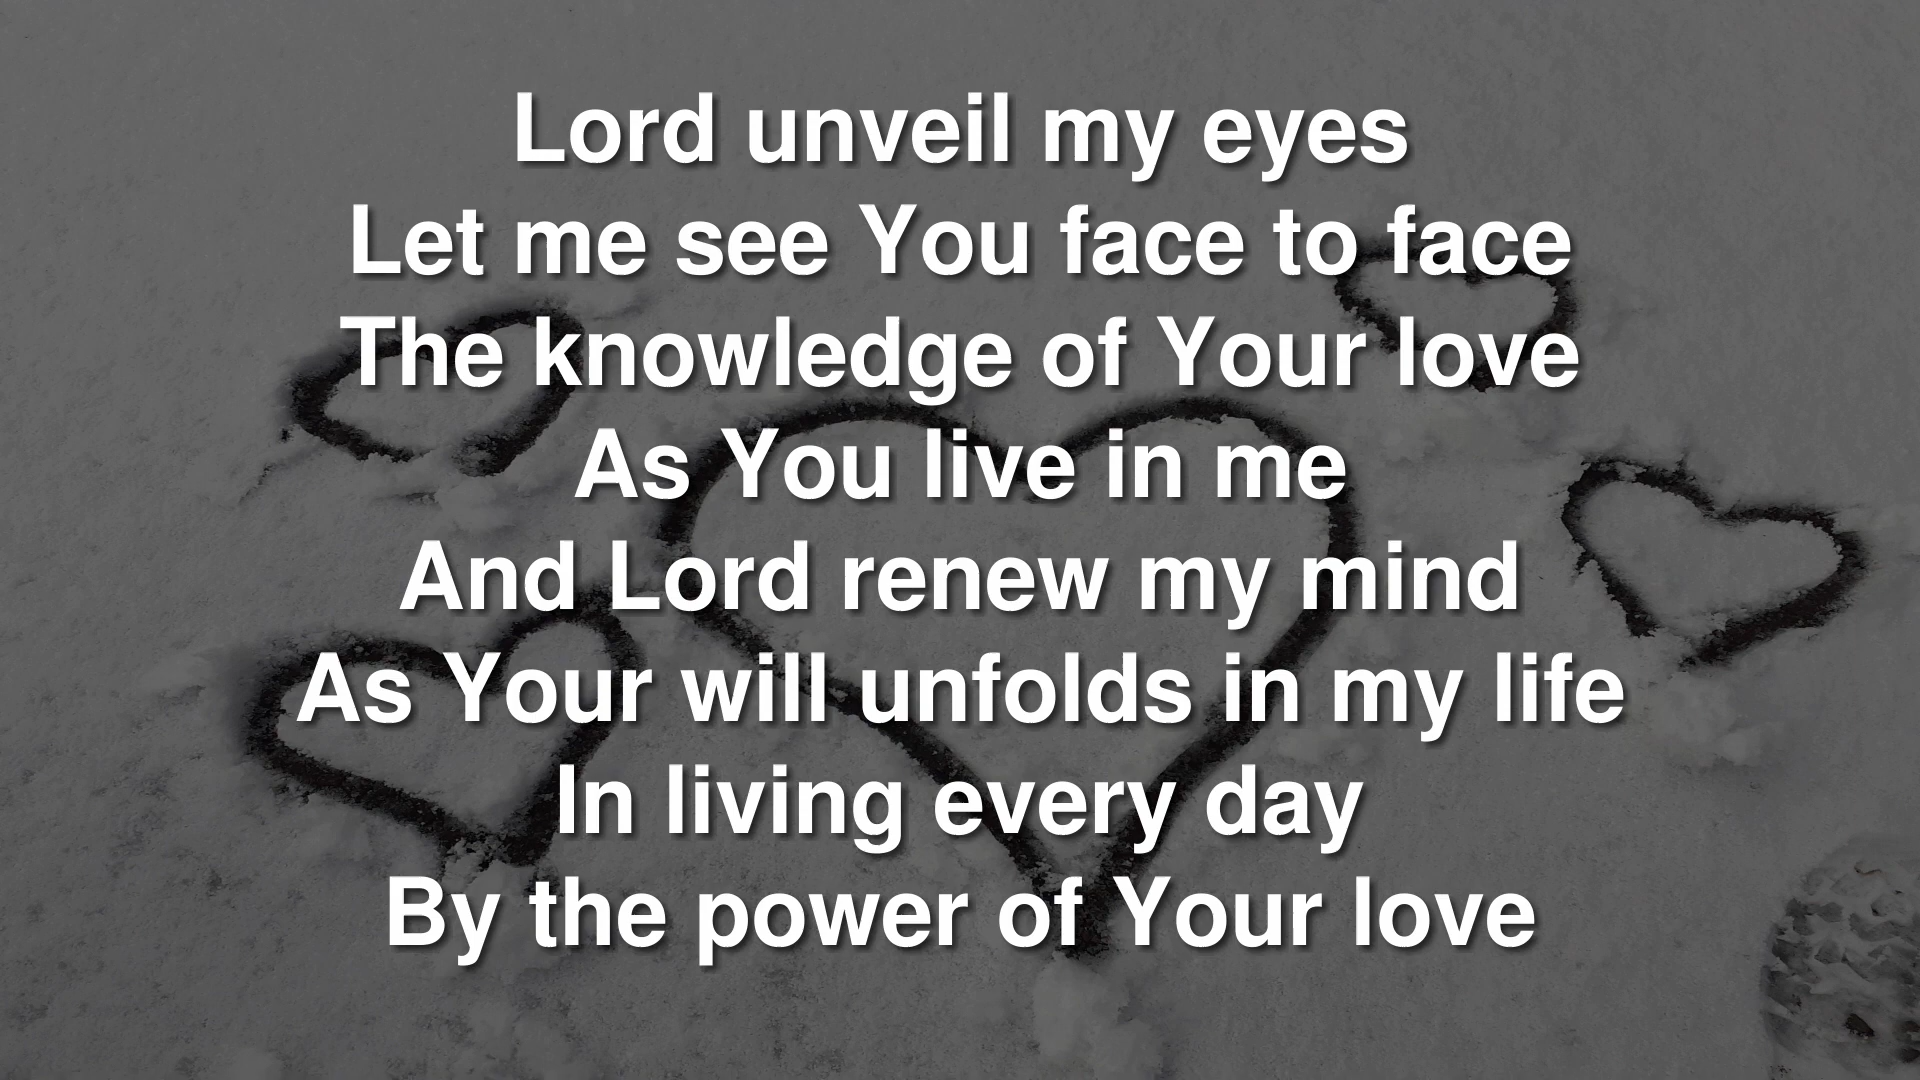 Lord unveil my eyes
Let me see You face to face
The knowledge of Your love
As You live in me
And Lord renew my mind
As Your will unfolds in my life
In living every day
By the power of Your love